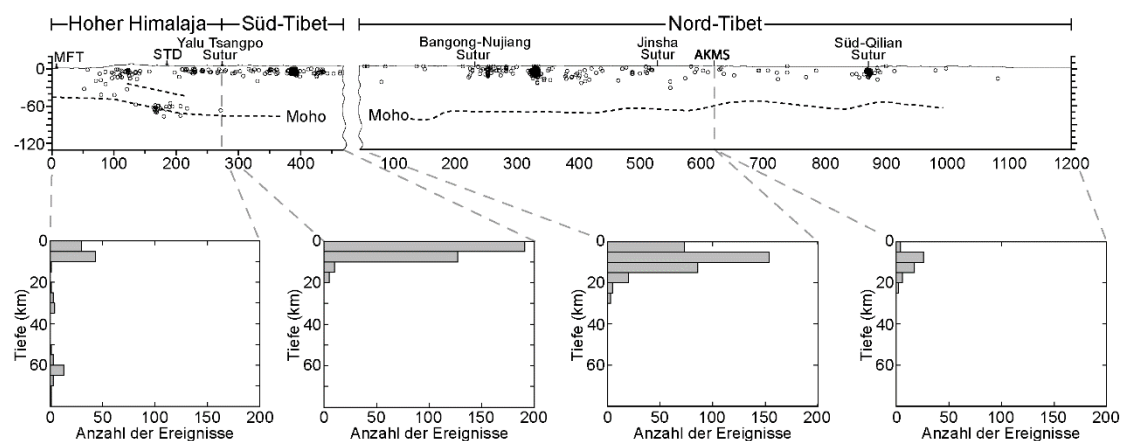 Hoher Himalaja
Süd-Tibet
Nord-Tibet
MFT
STD
Yalu Tsangpo
Sutur
Bangong-Nujiang
Sutur
Jinsha
Sutur
AKMS
Süd-Qilian
Sutur
0
-60
-120
Moho
Moho
0
-60
-120
0 100 200 300 400
100 200 300 400 500 600 700 800 900 1000 1100 1200
0
20
40
60
Tiefe (km)
0 50 100 150 200
Anzahl der Ereignisse
0
20
40
60
Tiefe (km)
0 50 100 150 200
Anzahl der Ereignisse
0
20
40
60
Tiefe (km)
0 100 200
Anzahl der Ereignisse
0
20
40
60
Tiefe (km)
0 100 200
Anzahl der Ereignisse